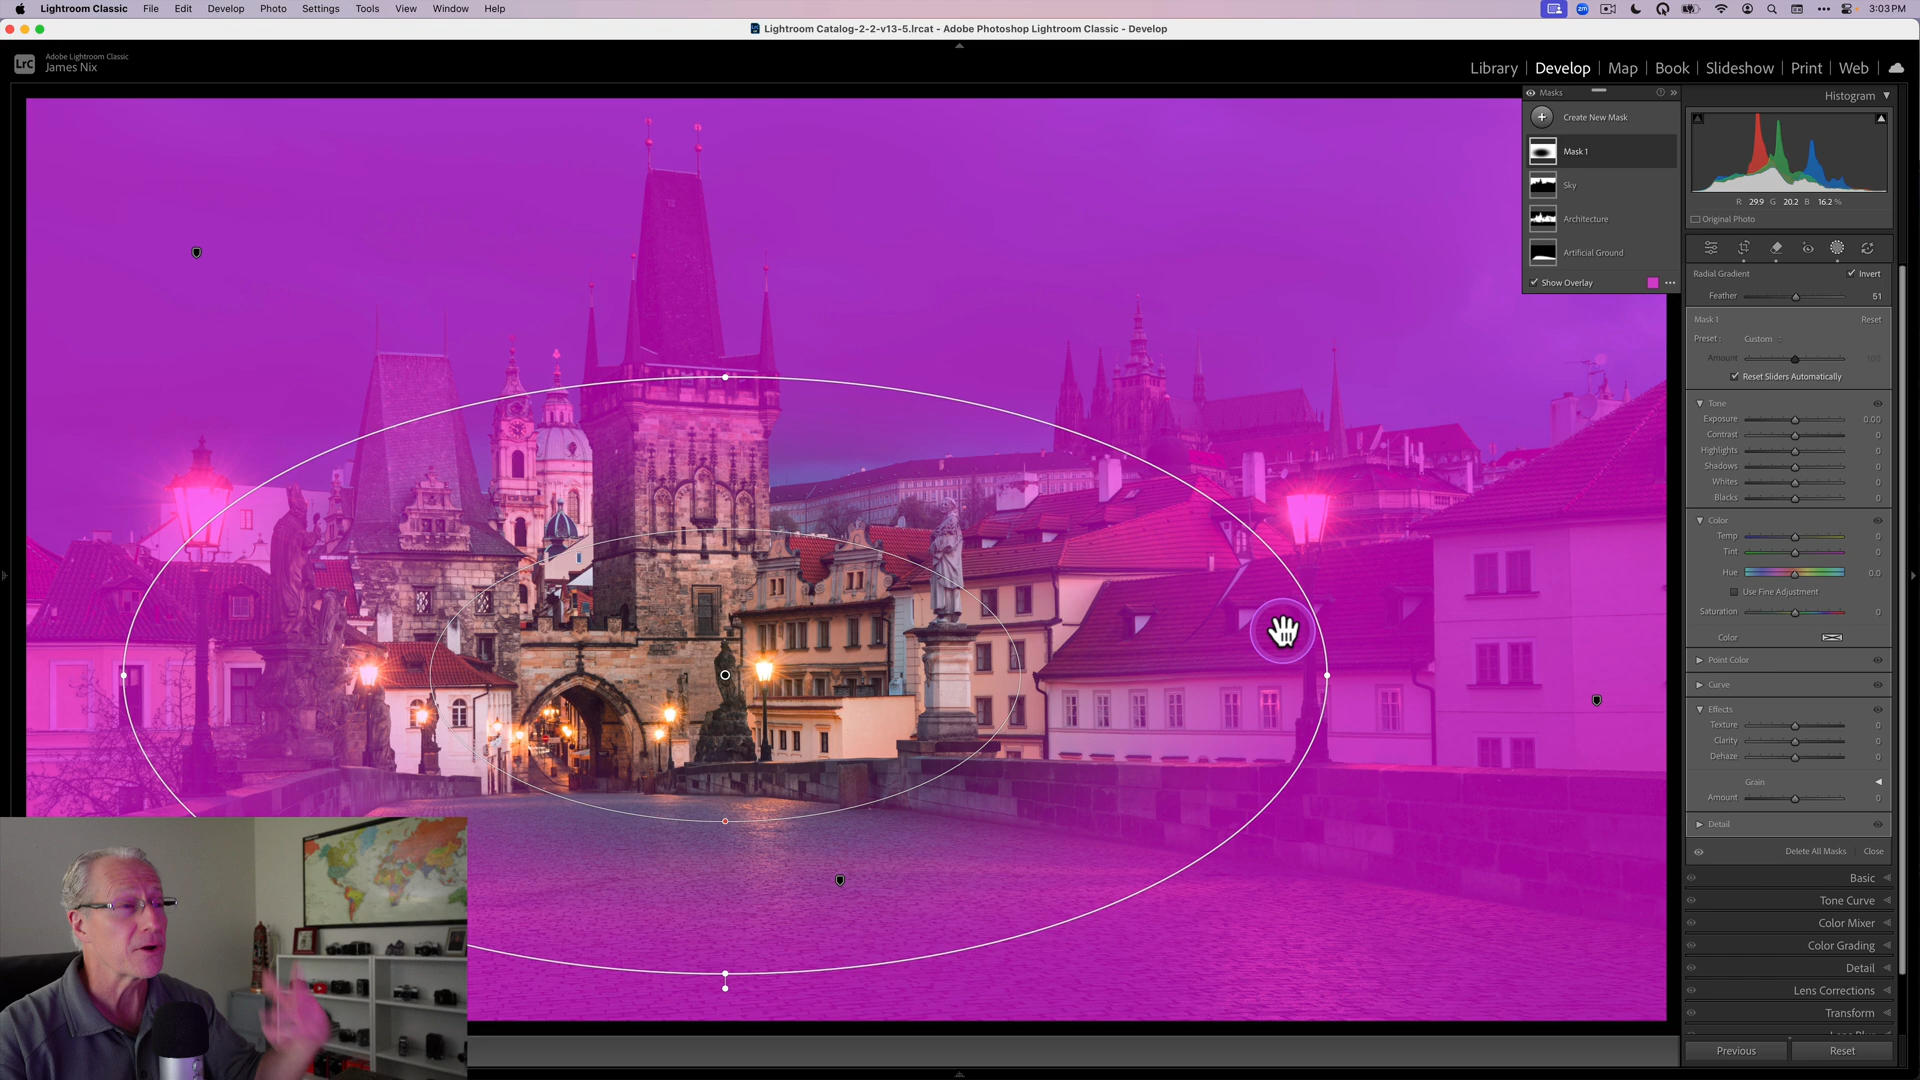 Lightroom Classic File Edit Develop Photo Settings Tools View Window Help
3:03PM
Lightroom Catalog-2-2-v13-5.lrcat - Adobe Photoshop Lightroom Classic - Develop
LrC
Adobe Lightroom Classic
James Nix
Library | Develop | Map | Book | Slideshow | Print | Web
Masks
Create New Mask
Mask 1
Sky
Architecture
Artificial Ground
Show Overlay
Histogram
R 29.9 G 20.2 B 16.2 %
Original Photo
Radial Gradient Invert
Feather 51
Mask 1 Reset
Preset : Custom
Amount 100
Reset Sliders Automatically
Tone
Exposure 0.00
Contrast 0
Highlights 0
Shadows 0
Whites 0
Blacks 0
Color
Temp 0
Tint 0
Hue 0.0
Use Fine Adjustment
Saturation 0
Color
Point Color
Curve
Effects
Texture 0
Clarity 0
Dehaze 0
Grain
Amount 0
Detail
Delete All Masks Close
Basic
Tone Curve
Color Mixer
Color Grading
Detail
Lens Corrections
Transform
Previous Reset